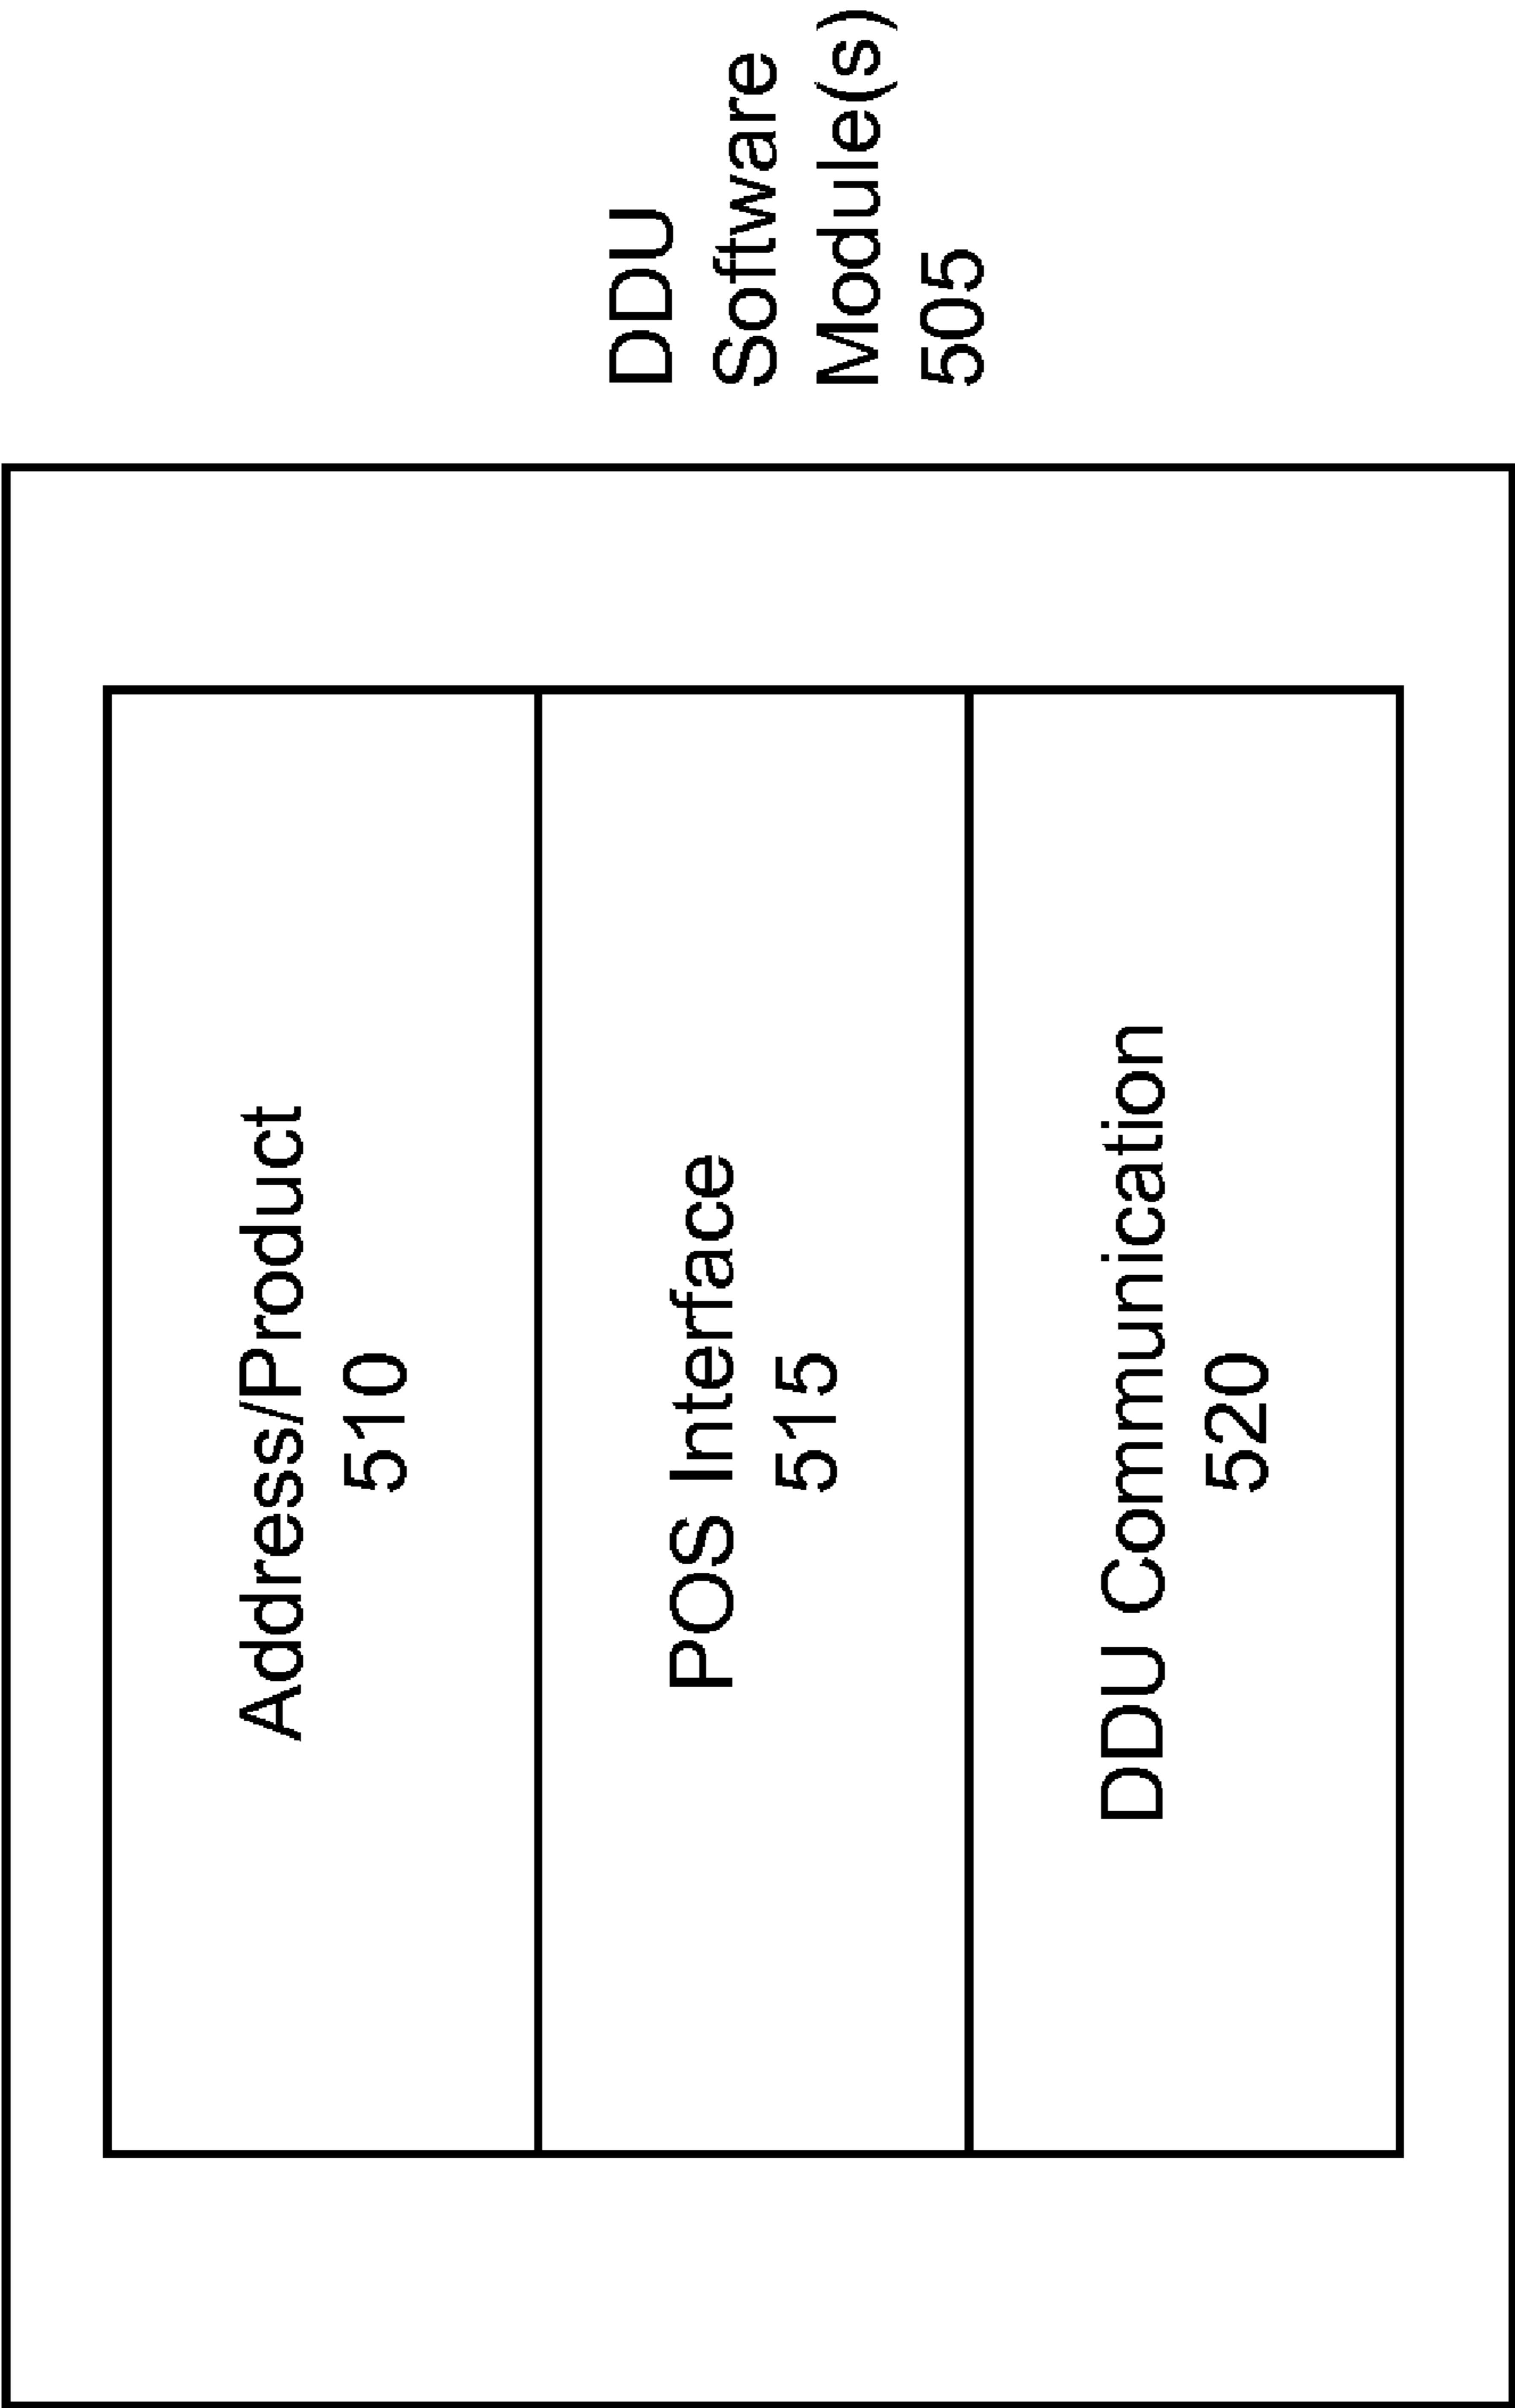 Address/Product
510
POS Interface
515
DDU Communication
520
DDU
Software
Module(s)
505